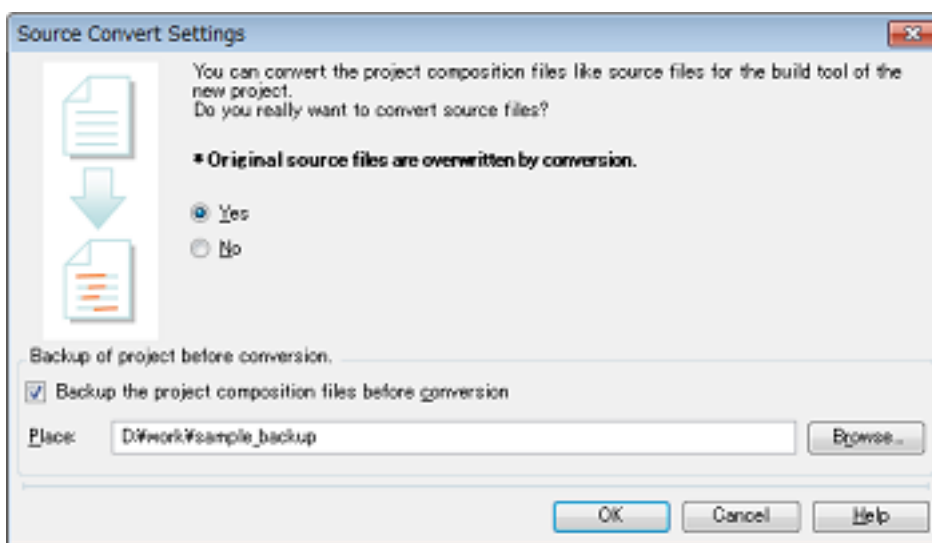 Source Convert Settings
You can convert the project composition files like source files for the build tool of the
new project.
Do you really want to convert source files?
* Original source files are overwritten by conversion.
Yes
No
Backup of project before conversion.
Backup the project composition files before conversion
Place: D:¥work¥sample_backup Browse...
OK Cancel Help